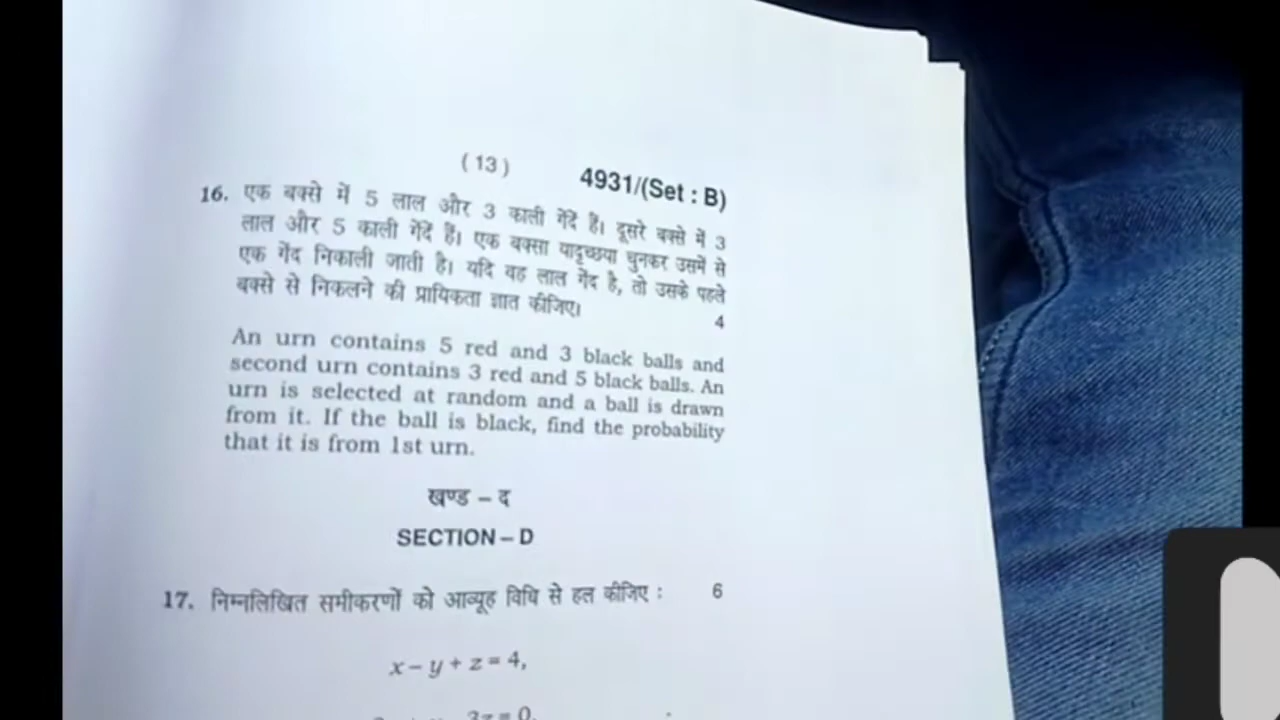 ( 13 )
4931/(Set : B)
16. एक बक्से में 5 लाल और 3 काली गेंदें हैं। दूसरे बक्से में 3
लाल और 5 काली गेंदें हैं। एक बक्सा यादृच्छया चुनकर उसमें से
एक गेंद निकाली जाती है। यदि वह लाल गेंद है, तो उसके पहले
बक्से से निकलने की प्रायिकता ज्ञात कीजिए।
4
An urn contains 5 red and 3 black balls and
second urn contains 3 red and 5 black balls. An
urn is selected at random and a ball is drawn
from it. If the ball is black, find the probability
that it is from 1st urn.
खण्ड – द
SECTION – D
17. निम्नलिखित समीकरणों को आव्यूह विधि से हल कीजिए : 6
x – y + z = 4,
3z = 0,